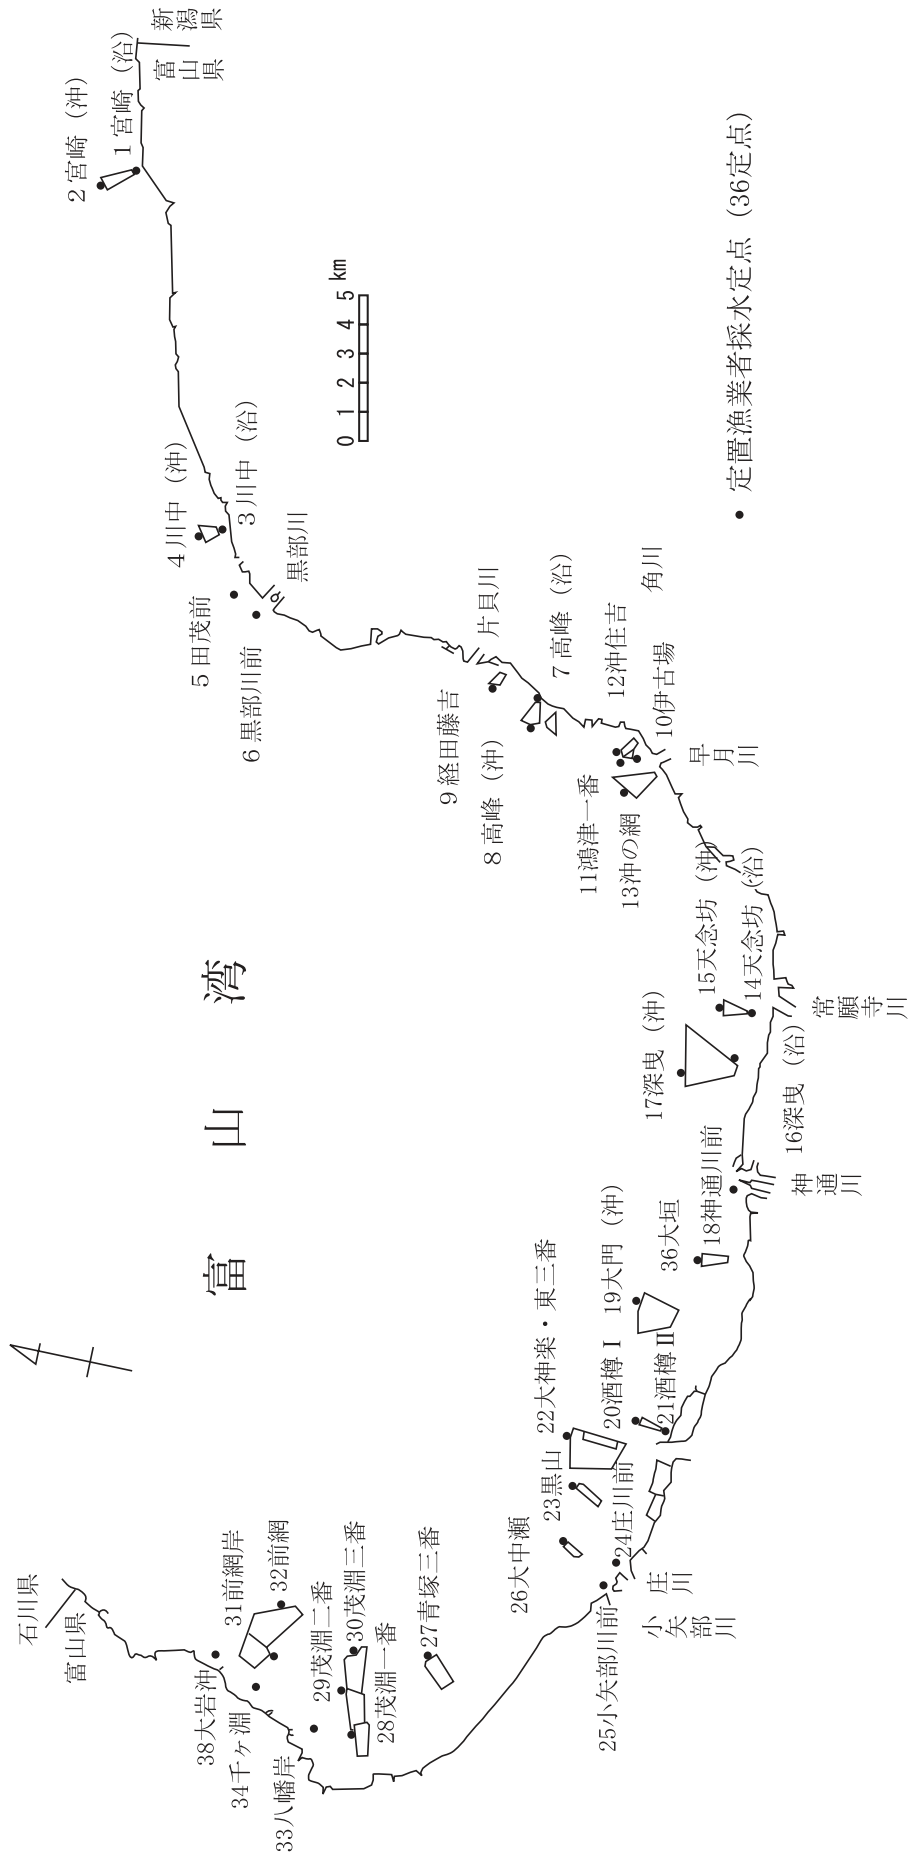 新潟県
富山県
1宮崎（沿）
2宮崎（沖）
3川中（沿）
4川中（沖）
5田茂前
6黒部川前
黒部川
0 1 2 3 4 5 km
● 定置漁業者採水定点（36定点）
片貝川
7高峰（沿）
8高峰（沖）
9経田藤吉
角川
12沖住吉
10伊古場
11鴻津一番
13沖の網
早月川
富山湾
15天念坊（沖）
14天念坊（沿）
常願寺川
17深曳（沖）
16深曳（沿）
18神通川前
神通川
36大垣
19大門（沖）
20酒樽Ⅰ
21酒樽Ⅱ
22大神楽・東三番
23黒山
24庄川前
26大中瀬
庄川
小矢部川
25小矢部川前
27青塚三番
28茂淵一番
29茂淵二番
30茂淵三番
31前網岸
32前網
33八幡岸
34千ヶ淵
38大岩沖
石川県
富山県